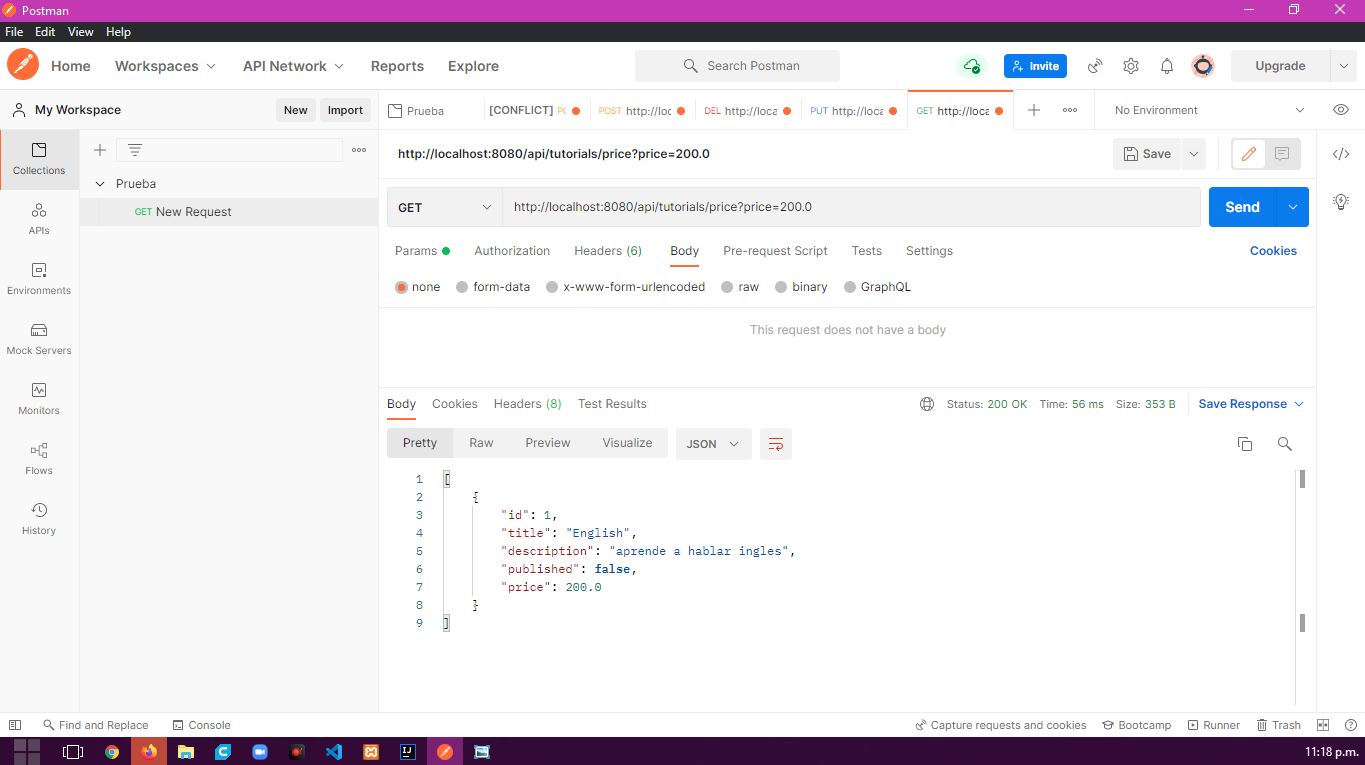 Postman
File Edit View Help
Home Workspaces API Network Reports Explore Search Postman Invite Upgrade
My Workspace New Import Prueba [CONFLICT] PO POST http://loc DEL http://loca PUT http://loca GET http://loca No Environment
Collections
APIs
Environments
Mock Servers
Monitors
Flows
History
Prueba
GET New Request
http://localhost:8080/api/tutorials/price?price=200.0 Save
GET http://localhost:8080/api/tutorials/price?price=200.0 Send
Params Authorization Headers (6) Body Pre-request Script Tests Settings Cookies
none form-data x-www-form-urlencoded raw binary GraphQL
This request does not have a body
Body Cookies Headers (8) Test Results Status: 200 OK Time: 56 ms Size: 353 B Save Response
Pretty Raw Preview Visualize JSON
1 [
2 {
3 "id": 1,
4 "title": "English",
5 "description": "aprende a hablar ingles",
6 "published": false,
7 "price": 200.0
8 }
9 ]
Find and Replace Console Capture requests and cookies Bootcamp Runner Trash
11:18 p.m.